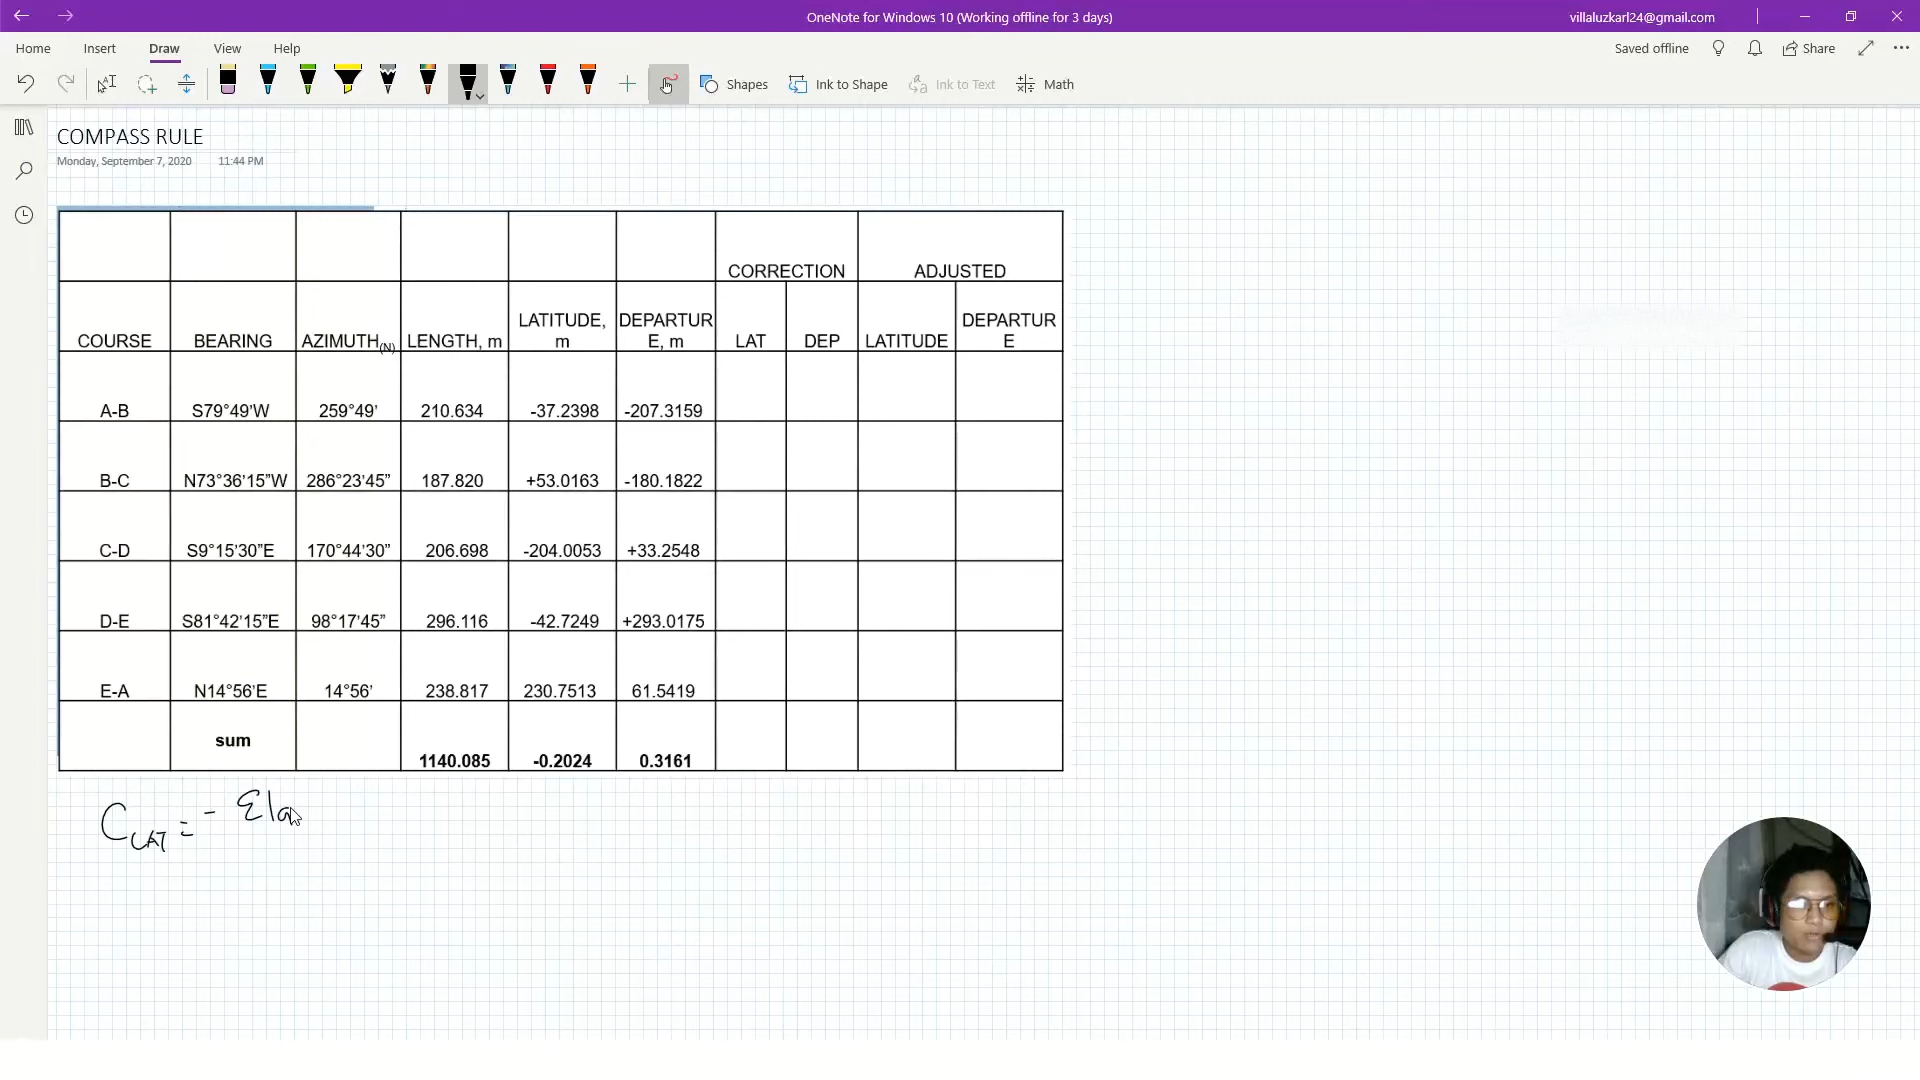 OneNote for Windows 10 (Working offline for 3 days)
villaluzkarl24@gmail.com
Home Insert Draw View Help
Saved offline
Share
Shapes
Ink to Shape
Ink to Text
Math
COMPASS RULE
Monday, September 7, 2020 11:44 PM
CORRECTION ADJUSTED
COURSE BEARING AZIMUTH(N) LENGTH, m LATITUDE, m DEPARTURE, m LAT DEP LATITUDE DEPARTURE
A-B S79°49'W 259°49' 210.634 -37.2398 -207.3159
B-C N73°36'15"W 286°23'45" 187.820 +53.0163 -180.1822
C-D S9°15'30"E 170°44'30" 206.698 -204.0053 +33.2548
D-E S81°42'15"E 98°17'45" 296.116 -42.7249 +293.0175
E-A N14°56'E 14°56' 238.817 230.7513 61.5419
sum 1140.085 -0.2024 0.3161
C LAT = - Σla